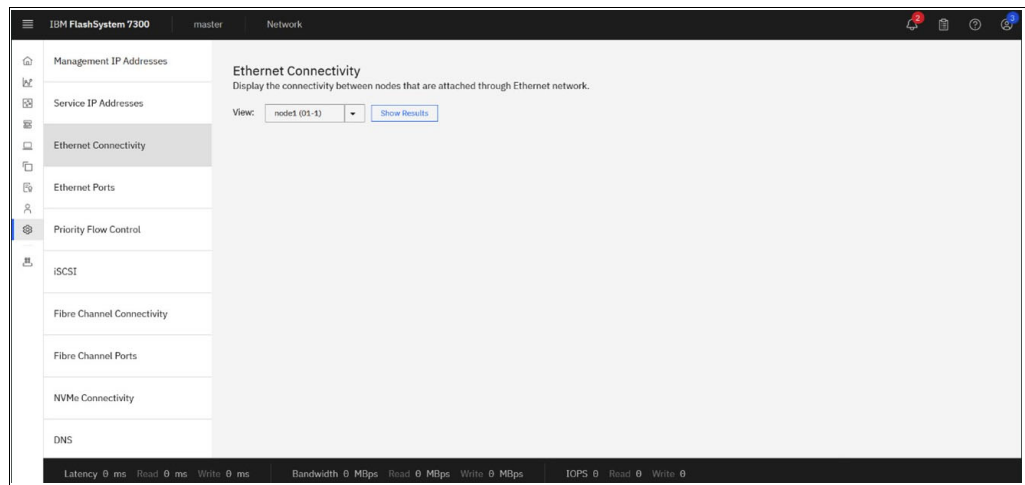 IBM FlashSystem 7300 master Network 2 3
Management IP Addresses
Service IP Addresses
Ethernet Connectivity
Ethernet Ports
Priority Flow Control
iSCSI
Fibre Channel Connectivity
Fibre Channel Ports
NVMe Connectivity
DNS
Ethernet Connectivity
Display the connectivity between nodes that are attached through Ethernet network.
View: node1 (01-1) Show Results
Latency 0 ms Read 0 ms Write 0 ms Bandwidth 0 MBps Read 0 MBps Write 0 MBps IOPS 0 Read 0 Write 0